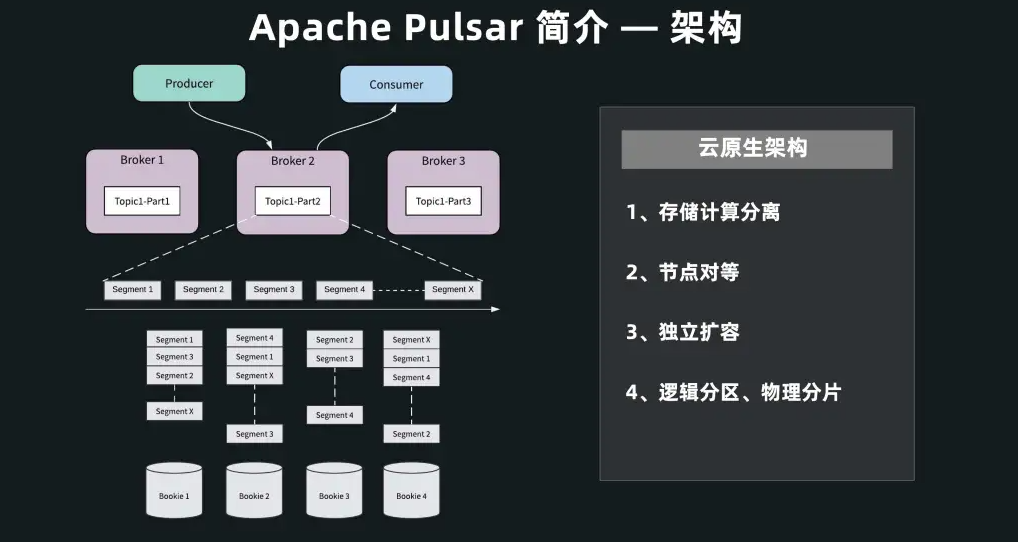 Apache Pulsar 简介 — 架构
Producer
Consumer
Broker 1
Broker 2
Broker 3
Topic1-Part1
Topic1-Part2
Topic1-Part3
Segment 1
Segment 2
Segment 3
Segment 4
Segment X
Segment 1
Segment 3
Segment 2
Segment X
Segment 4
Segment 1
Segment X
Segment 3
Segment 2
Segment 3
Segment 4
Segment X
Segment 1
Segment 4
Segment 2
Bookie 1
Bookie 2
Bookie 3
Bookie 4
云原生架构
1、存储计算分离
2、节点对等
3、独立扩容
4、逻辑分区、物理分片